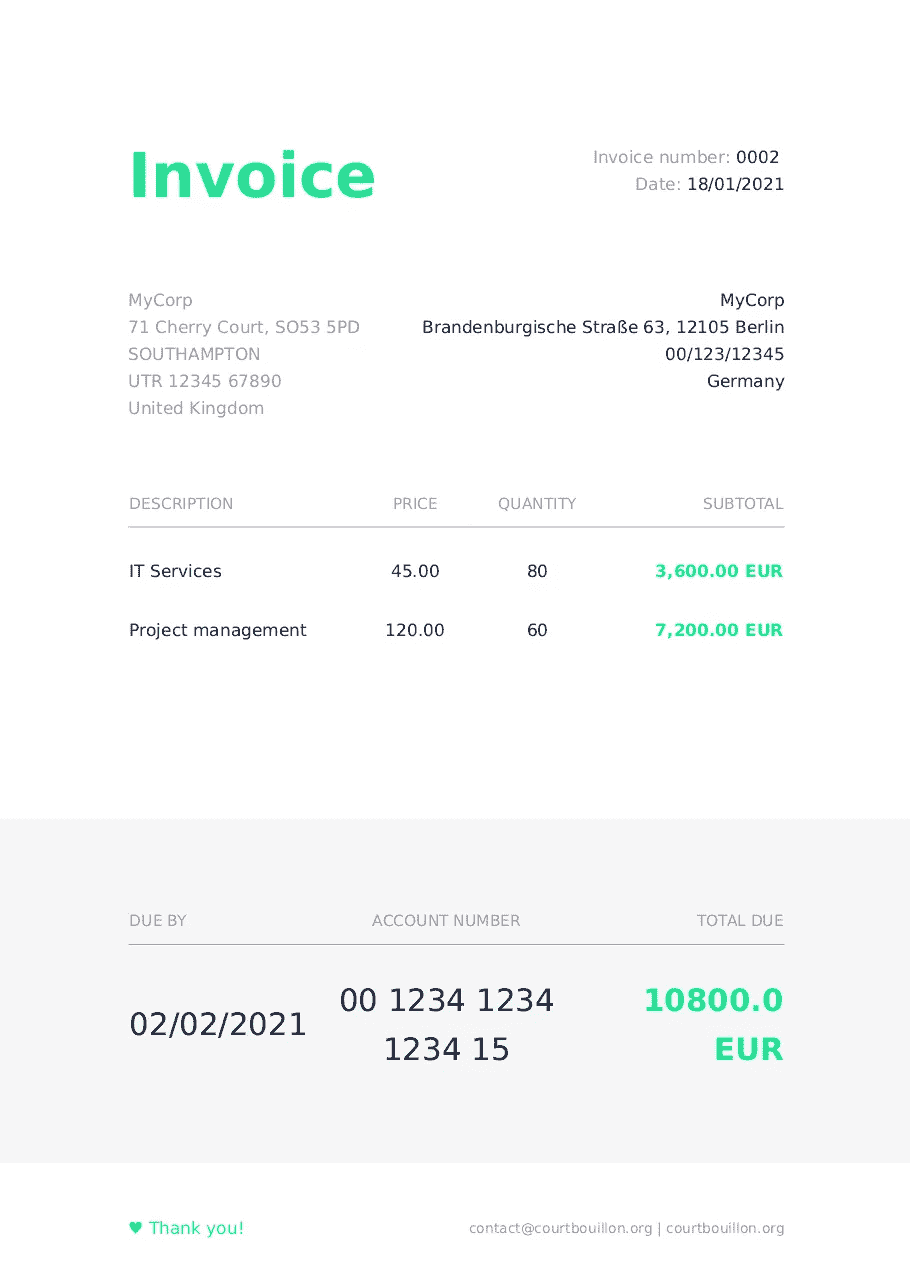 Invoice
Invoice number: 0002
Date: 18/01/2021
MyCorp
71 Cherry Court, SO53 5PD
SOUTHAMPTON
UTR 12345 67890
United Kingdom
MyCorp
Brandenburgische Straße 63, 12105 Berlin
00/123/12345
Germany
DESCRIPTION PRICE QUANTITY SUBTOTAL
IT Services 45.00 80 3,600.00 EUR
Project management 120.00 60 7,200.00 EUR
DUE BY ACCOUNT NUMBER TOTAL DUE
02/02/2021
00 1234 1234
1234 15
10800.0
EUR
♥ Thank you!
contact@courtbouillon.org | courtbouillon.org